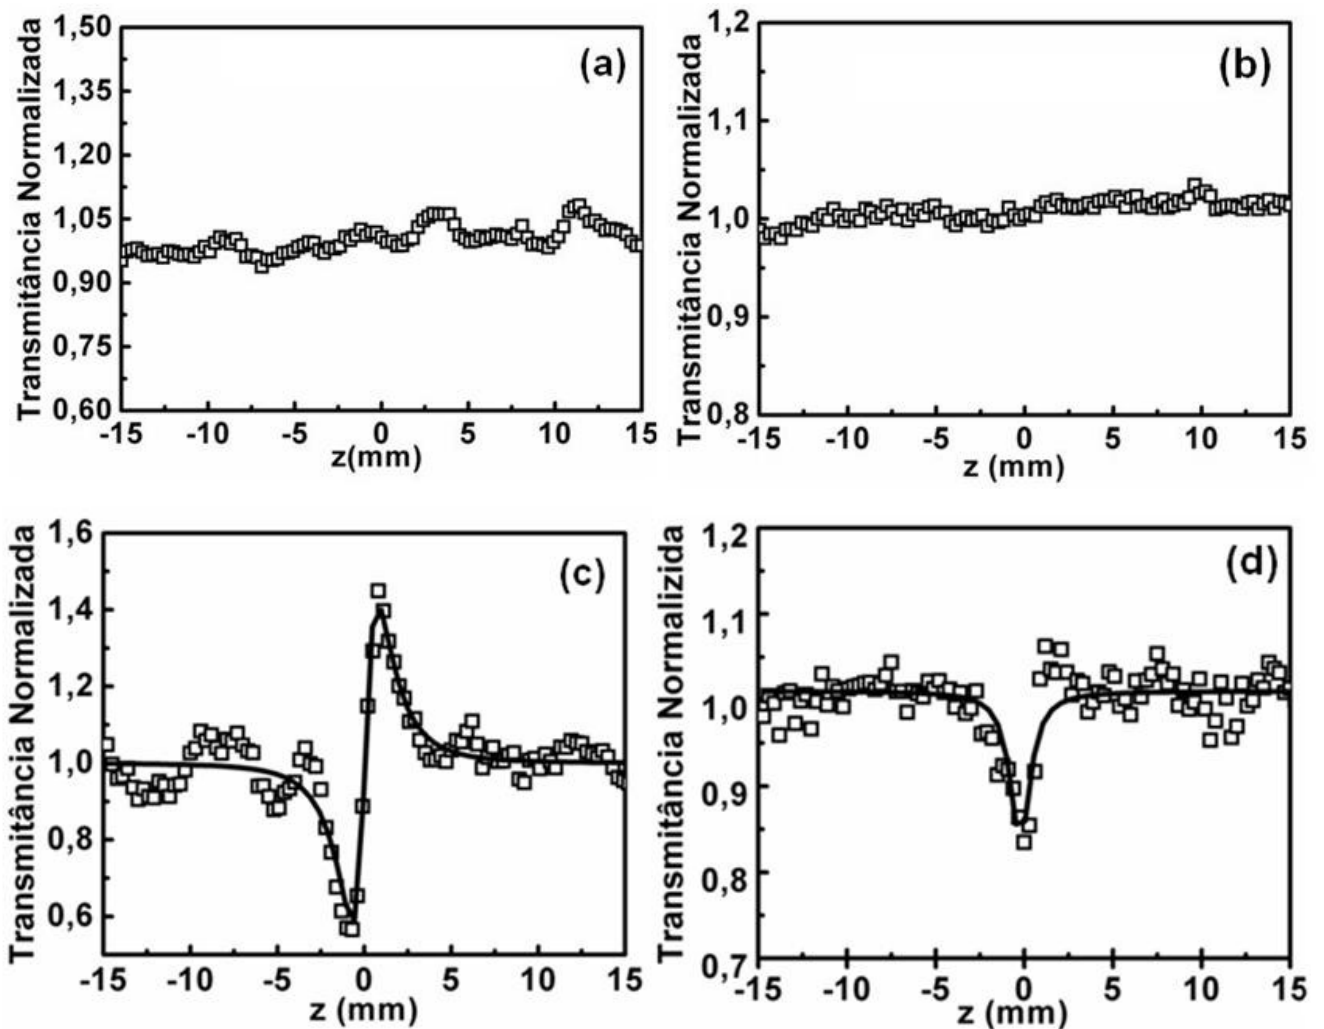 (a)
Transmitância Normalizada
1,50
1,35
1,20
1,05
0,90
0,75
0,60
-15 -10 -5 0 5 10 15
z(mm)
(b)
Transmitância Normalizada
1,2
1,1
1,0
0,9
0,8
-15 -10 -5 0 5 10 15
z (mm)
(c)
Transmitância Normalizada
1,6
1,4
1,2
1,0
0,8
0,6
-15 -10 -5 0 5 10 15
z (mm)
(d)
Transmitância Normalizida
1,2
1,1
1,0
0,9
0,8
0,7
-15 -10 -5 0 5 10 15
z (mm)